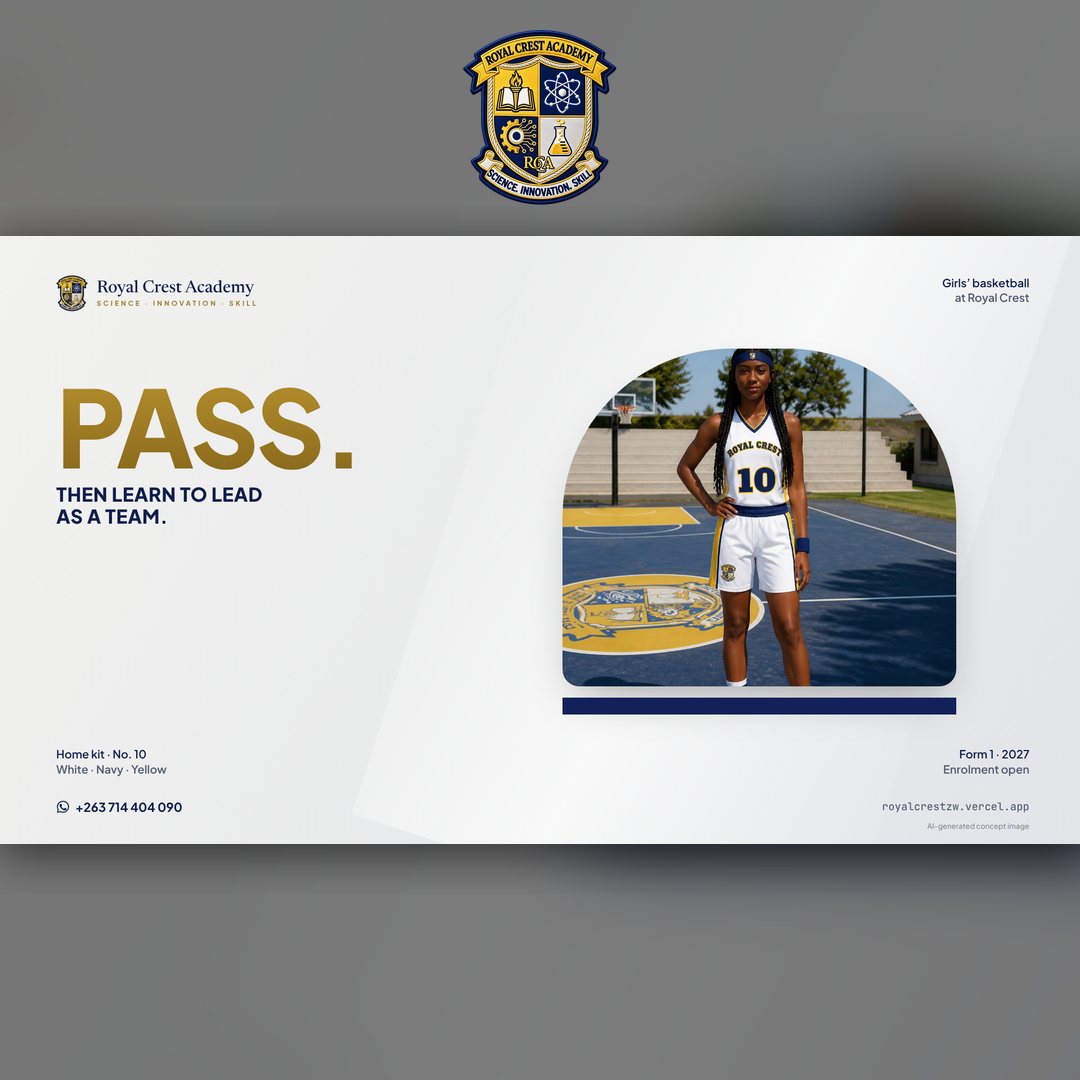 ROYAL CREST ACADEMY
RCA
SCIENCE. INNOVATION. SKILL
Royal Crest Academy
SCIENCE · INNOVATION · SKILL
Girls’ basketball
at Royal Crest
PASS.
THEN LEARN TO LEAD
AS A TEAM.
ROYAL CREST
10
Home kit · No. 10
White · Navy · Yellow
+263 714 404 090
Form 1 · 2027
Enrolment open
royalcrestzw.vercel.app
AI-generated concept image